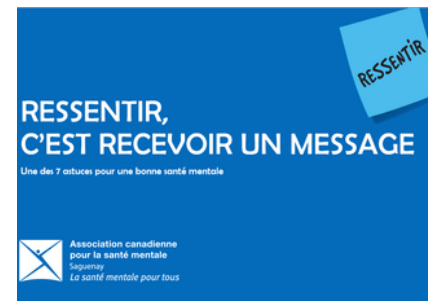 RESSENTIR
RESSENTIR,
C'EST RECEVOIR UN MESSAGE
Une des 7 astuces pour une bonne santé mentale
Association canadienne
pour la santé mentale
Saguenay
La santé mentale pour tous